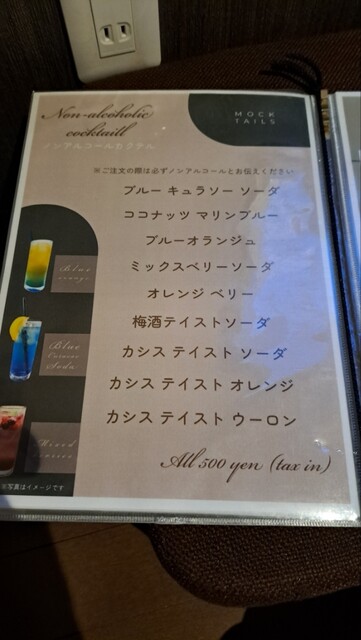 Non-alcoholic
cocktaill
ノンアルコールカクテル
MOCK
TAILS
※ご注文の際は必ずノンアルコールとお伝えください
ブルー キュラソー ソーダ
ココナッツ マリンブルー
ブルーオランジュ
ミックスベリーソーダ
オレンジ ベリー
梅酒テイストソーダ
カシス テイスト ソーダ
カシス テイスト オレンジ
カシス テイスト ウーロン
All 500 yen (tax in)
Blue
orange
Blue
Curacao
Soda
Mixed
berries
※写真はイメージです